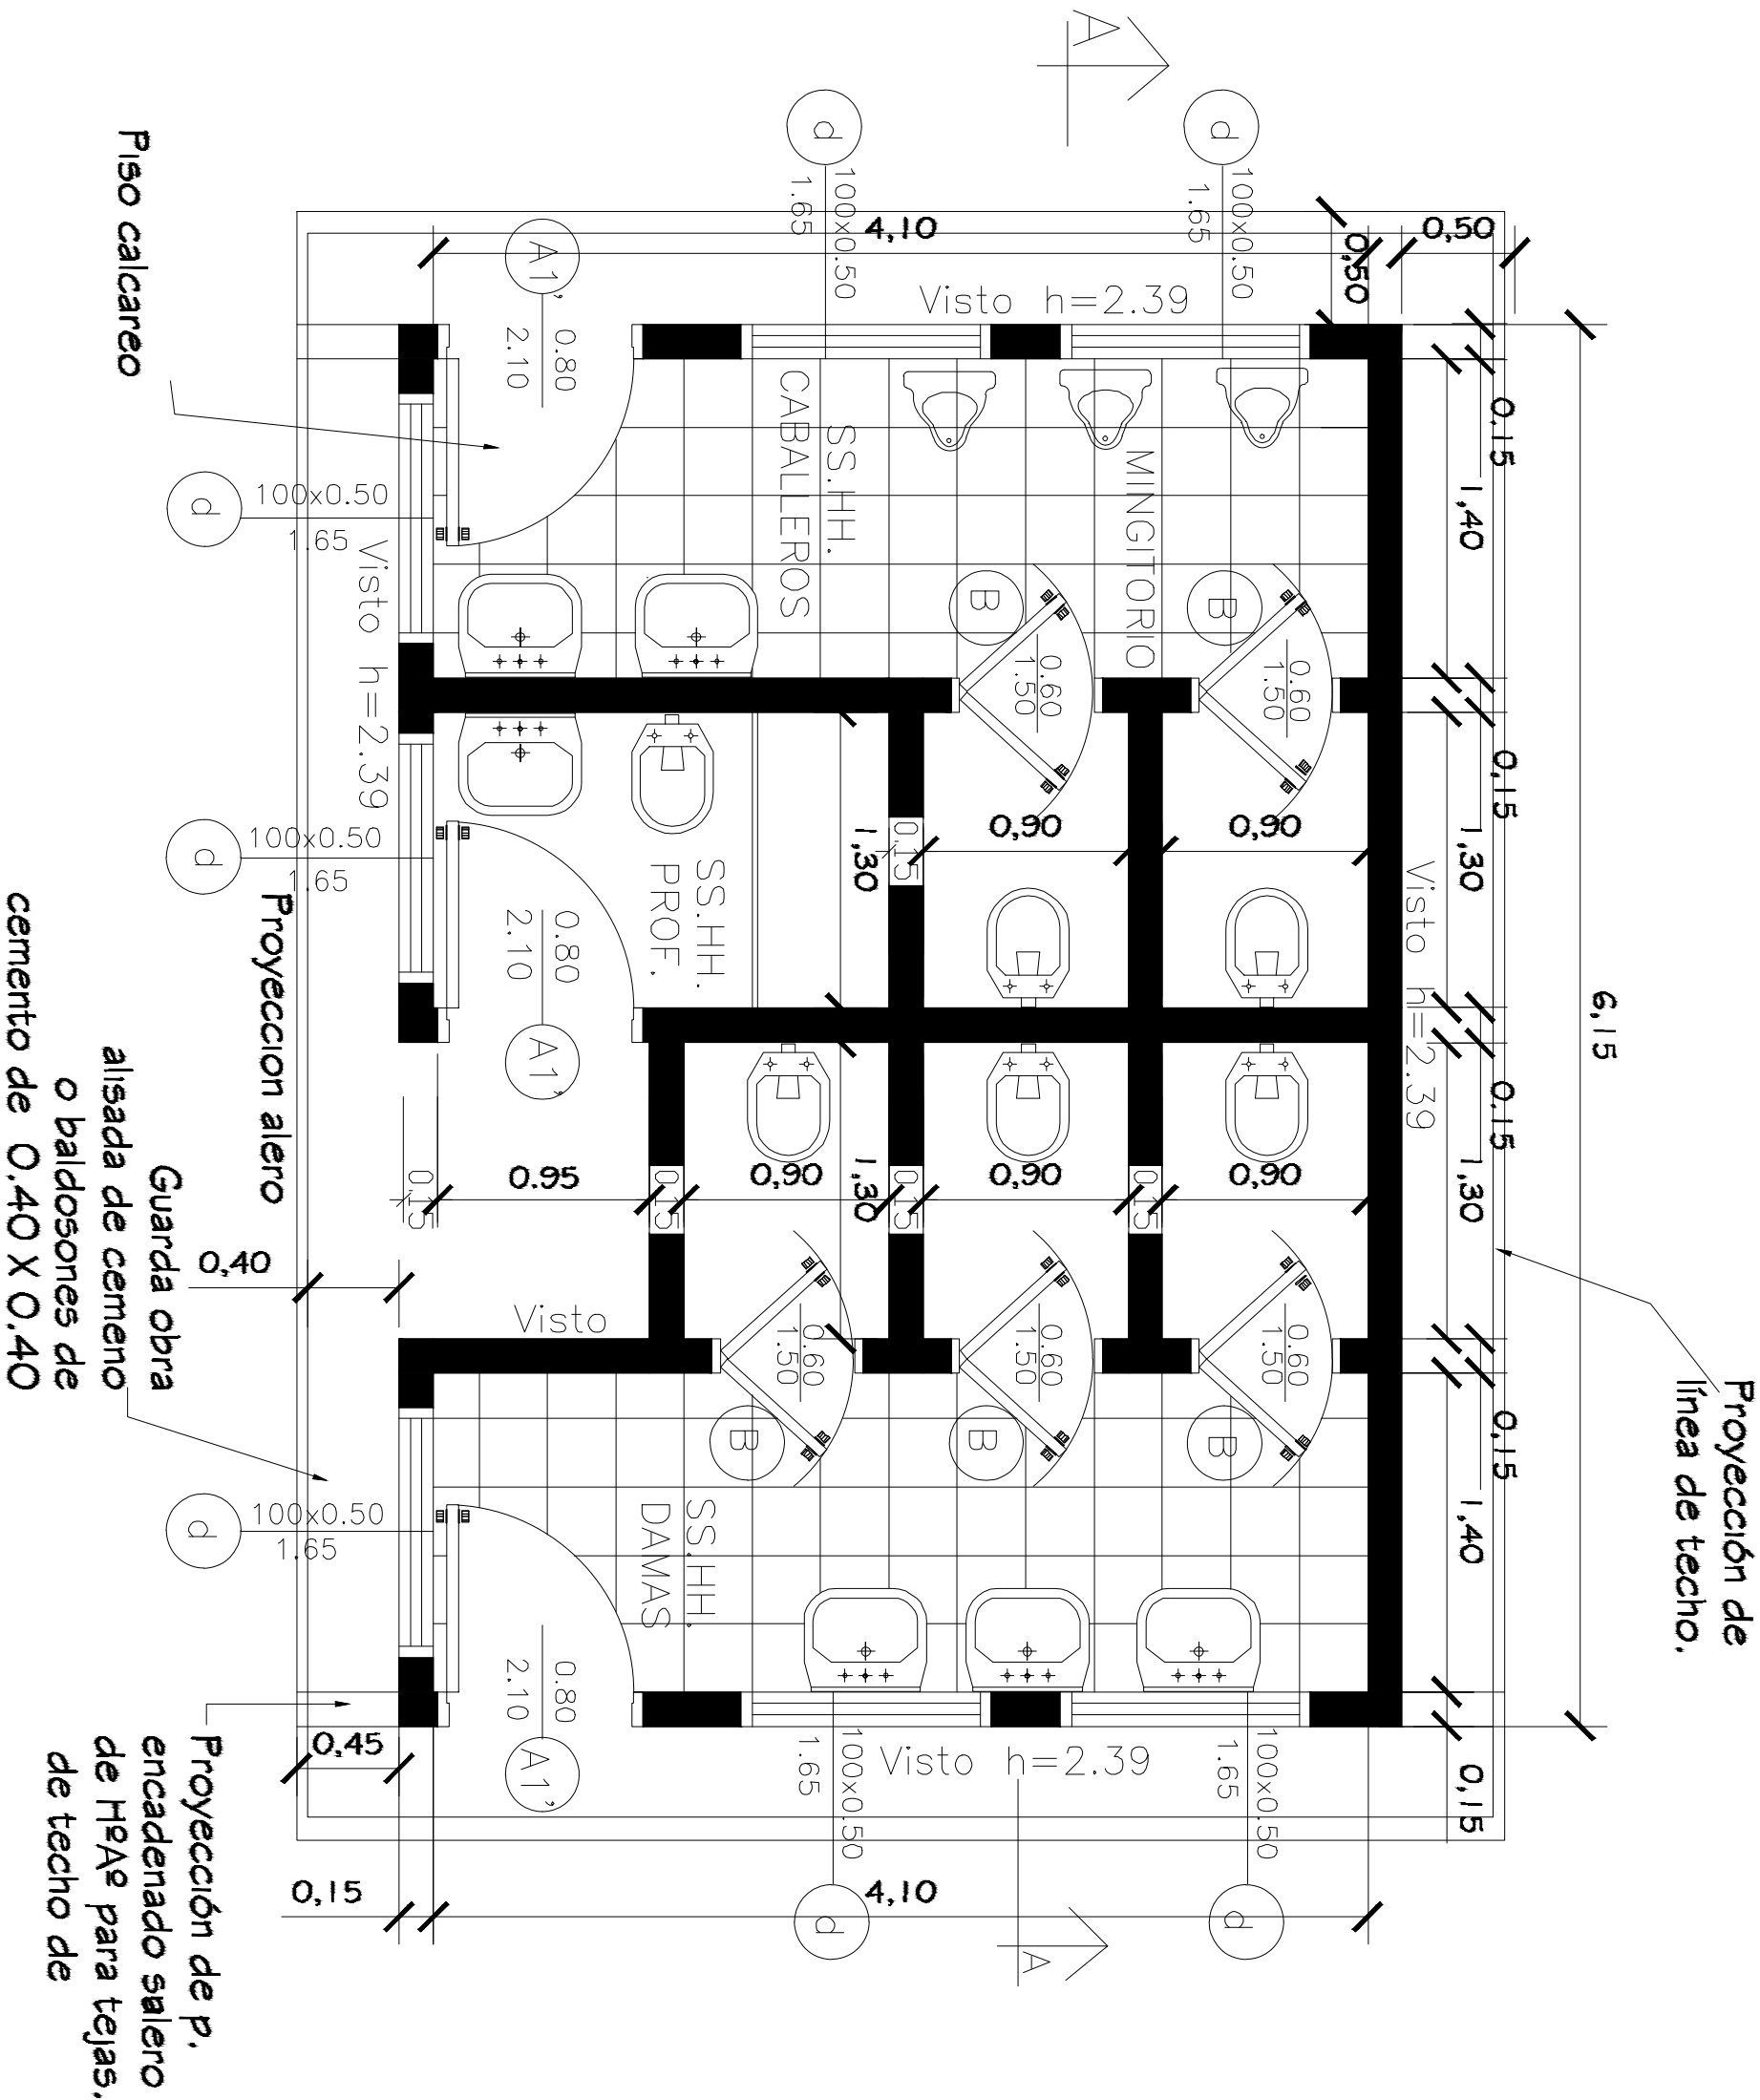 Proyección de
línea de techo.
6,15
0.15
1,40
0,15
1,30
0.15
1,30
0,15
1,40
0,15
Visto h=2.39
0,50
0,50
4,10
Visto h=2.39
A
d
100x0.50
1.65
d
100x0.50
1.65
A1'
0.80
2.10
Piso calcareo
MINGITORIO
SS.HH.
CABALLEROS
B
0.60
1.50
B
0.60
1.50
0,90
0,90
0.15
1,30
SS.HH.
PROF.
0.80
2.10
A1'
d
100x0.50
1.65
Visto h=2.39
d
100x0.50
1.65
Proyeccion alero
0,90
0.15
0,90
0.15
1,30
0,90
0.15
0.95
0.15
0.60
1.50
B
0.60
1.50
B
0.60
1.50
B
Visto
0,40
Guarda obra
alisada de cemeno
o baldosones de
cemento de 0,40 X 0,40
SS.HH.
DAMAS
d
100x0.50
1.65
0.80
2.10
A1'
100x0.50
1.65
d
100x0.50
1.65
d
Visto h=2.39
0,45
0,15
4,10
A
Proyección de p.
encadenado salero
de HºAº para tejas.
de techo de